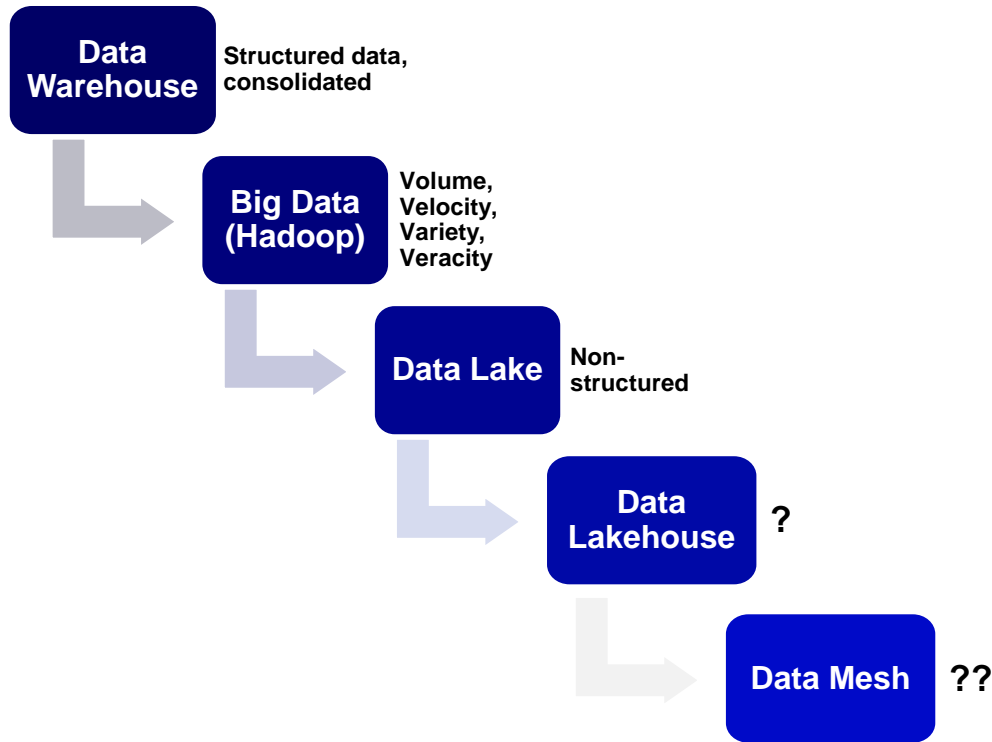 Data
Warehouse
Structured data,
consolidated
Big Data
(Hadoop)
Volume,
Velocity,
Variety,
Veracity
Data Lake
Non-
structured
Data
Lakehouse
?
Data Mesh
??